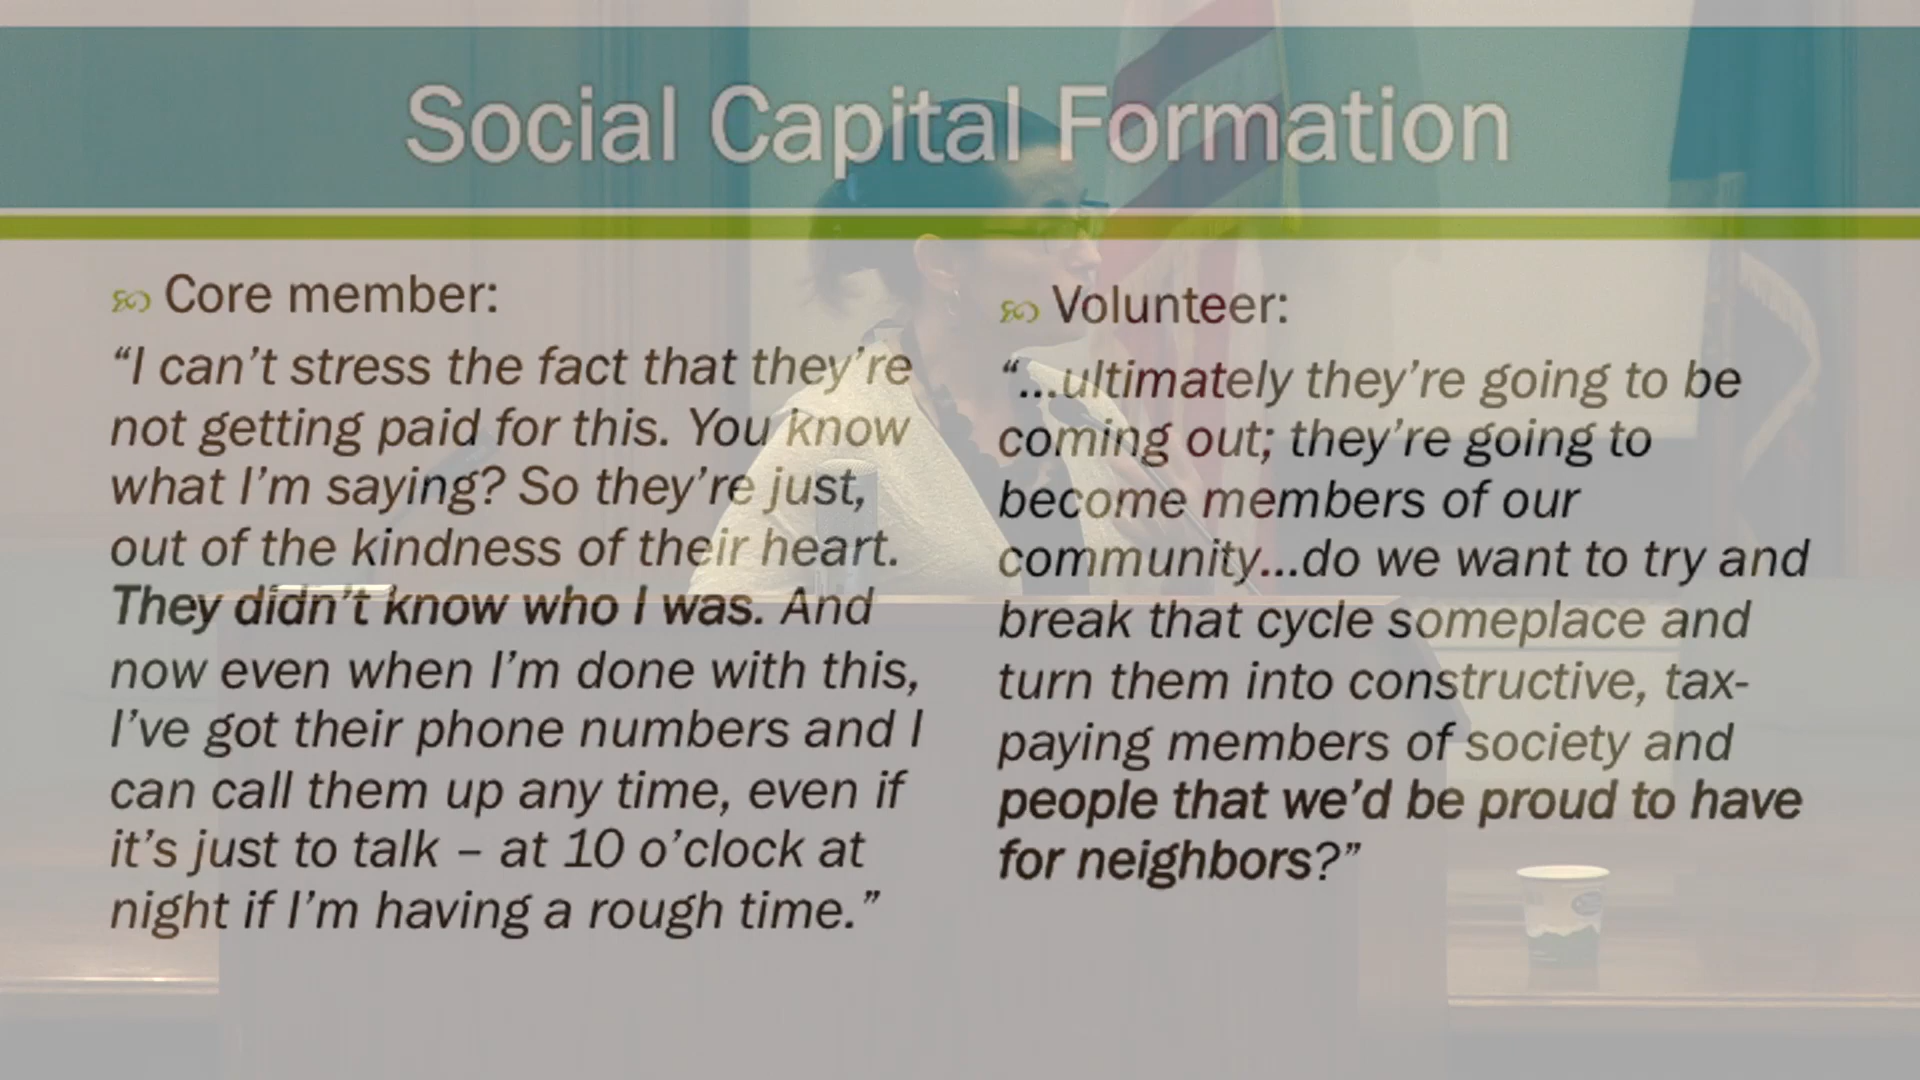 Social Capital Formation
Core member:
“I can’t stress the fact that they’re
not getting paid for this. You know
what I’m saying? So they’re just,
out of the kindness of their heart.
They didn’t know who I was. And
now even when I’m done with this,
I’ve got their phone numbers and I
can call them up any time, even if
it’s just to talk – at 10 o’clock at
night if I’m having a rough time.”
Volunteer:
“…ultimately they’re going to be
coming out; they’re going to
become members of our
community…do we want to try and
break that cycle someplace and
turn them into constructive, tax-
paying members of society and
people that we’d be proud to have
for neighbors?”